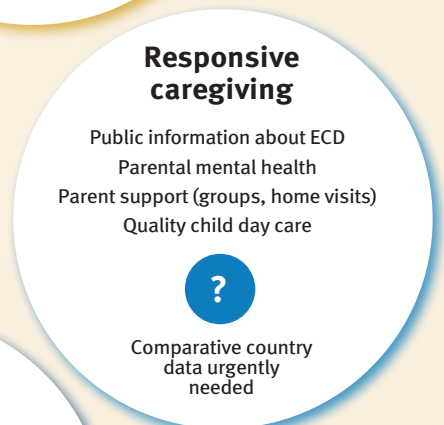 Responsive
caregiving
Public information about ECD
Parental mental health
Parent support (groups, home visits)
Quality child day care
?
Comparative country
data urgently
needed